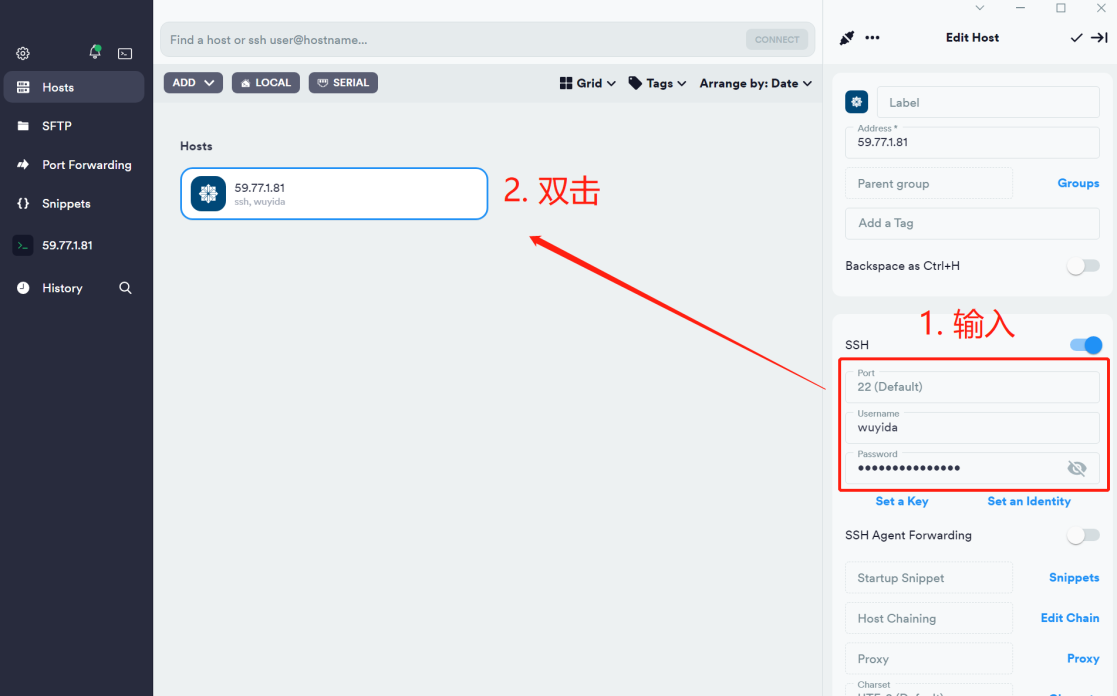 Hosts
SFTP
Port Forwarding
Snippets
59.77.1.81
History
Find a host or ssh user@hostname...
CONNECT
ADD
LOCAL
SERIAL
Grid
Tags
Arrange by: Date
Hosts
59.77.1.81
ssh, wuyida
2. 双击
Edit Host
Label
Address *
59.77.1.81
Parent group
Groups
Add a Tag
Backspace as Ctrl+H
1. 输入
SSH
Port
22 (Default)
Username
wuyida
Password
•••••••••••••••
Set a Key
Set an Identity
SSH Agent Forwarding
Startup Snippet
Snippets
Host Chaining
Edit Chain
Proxy
Proxy
Charset